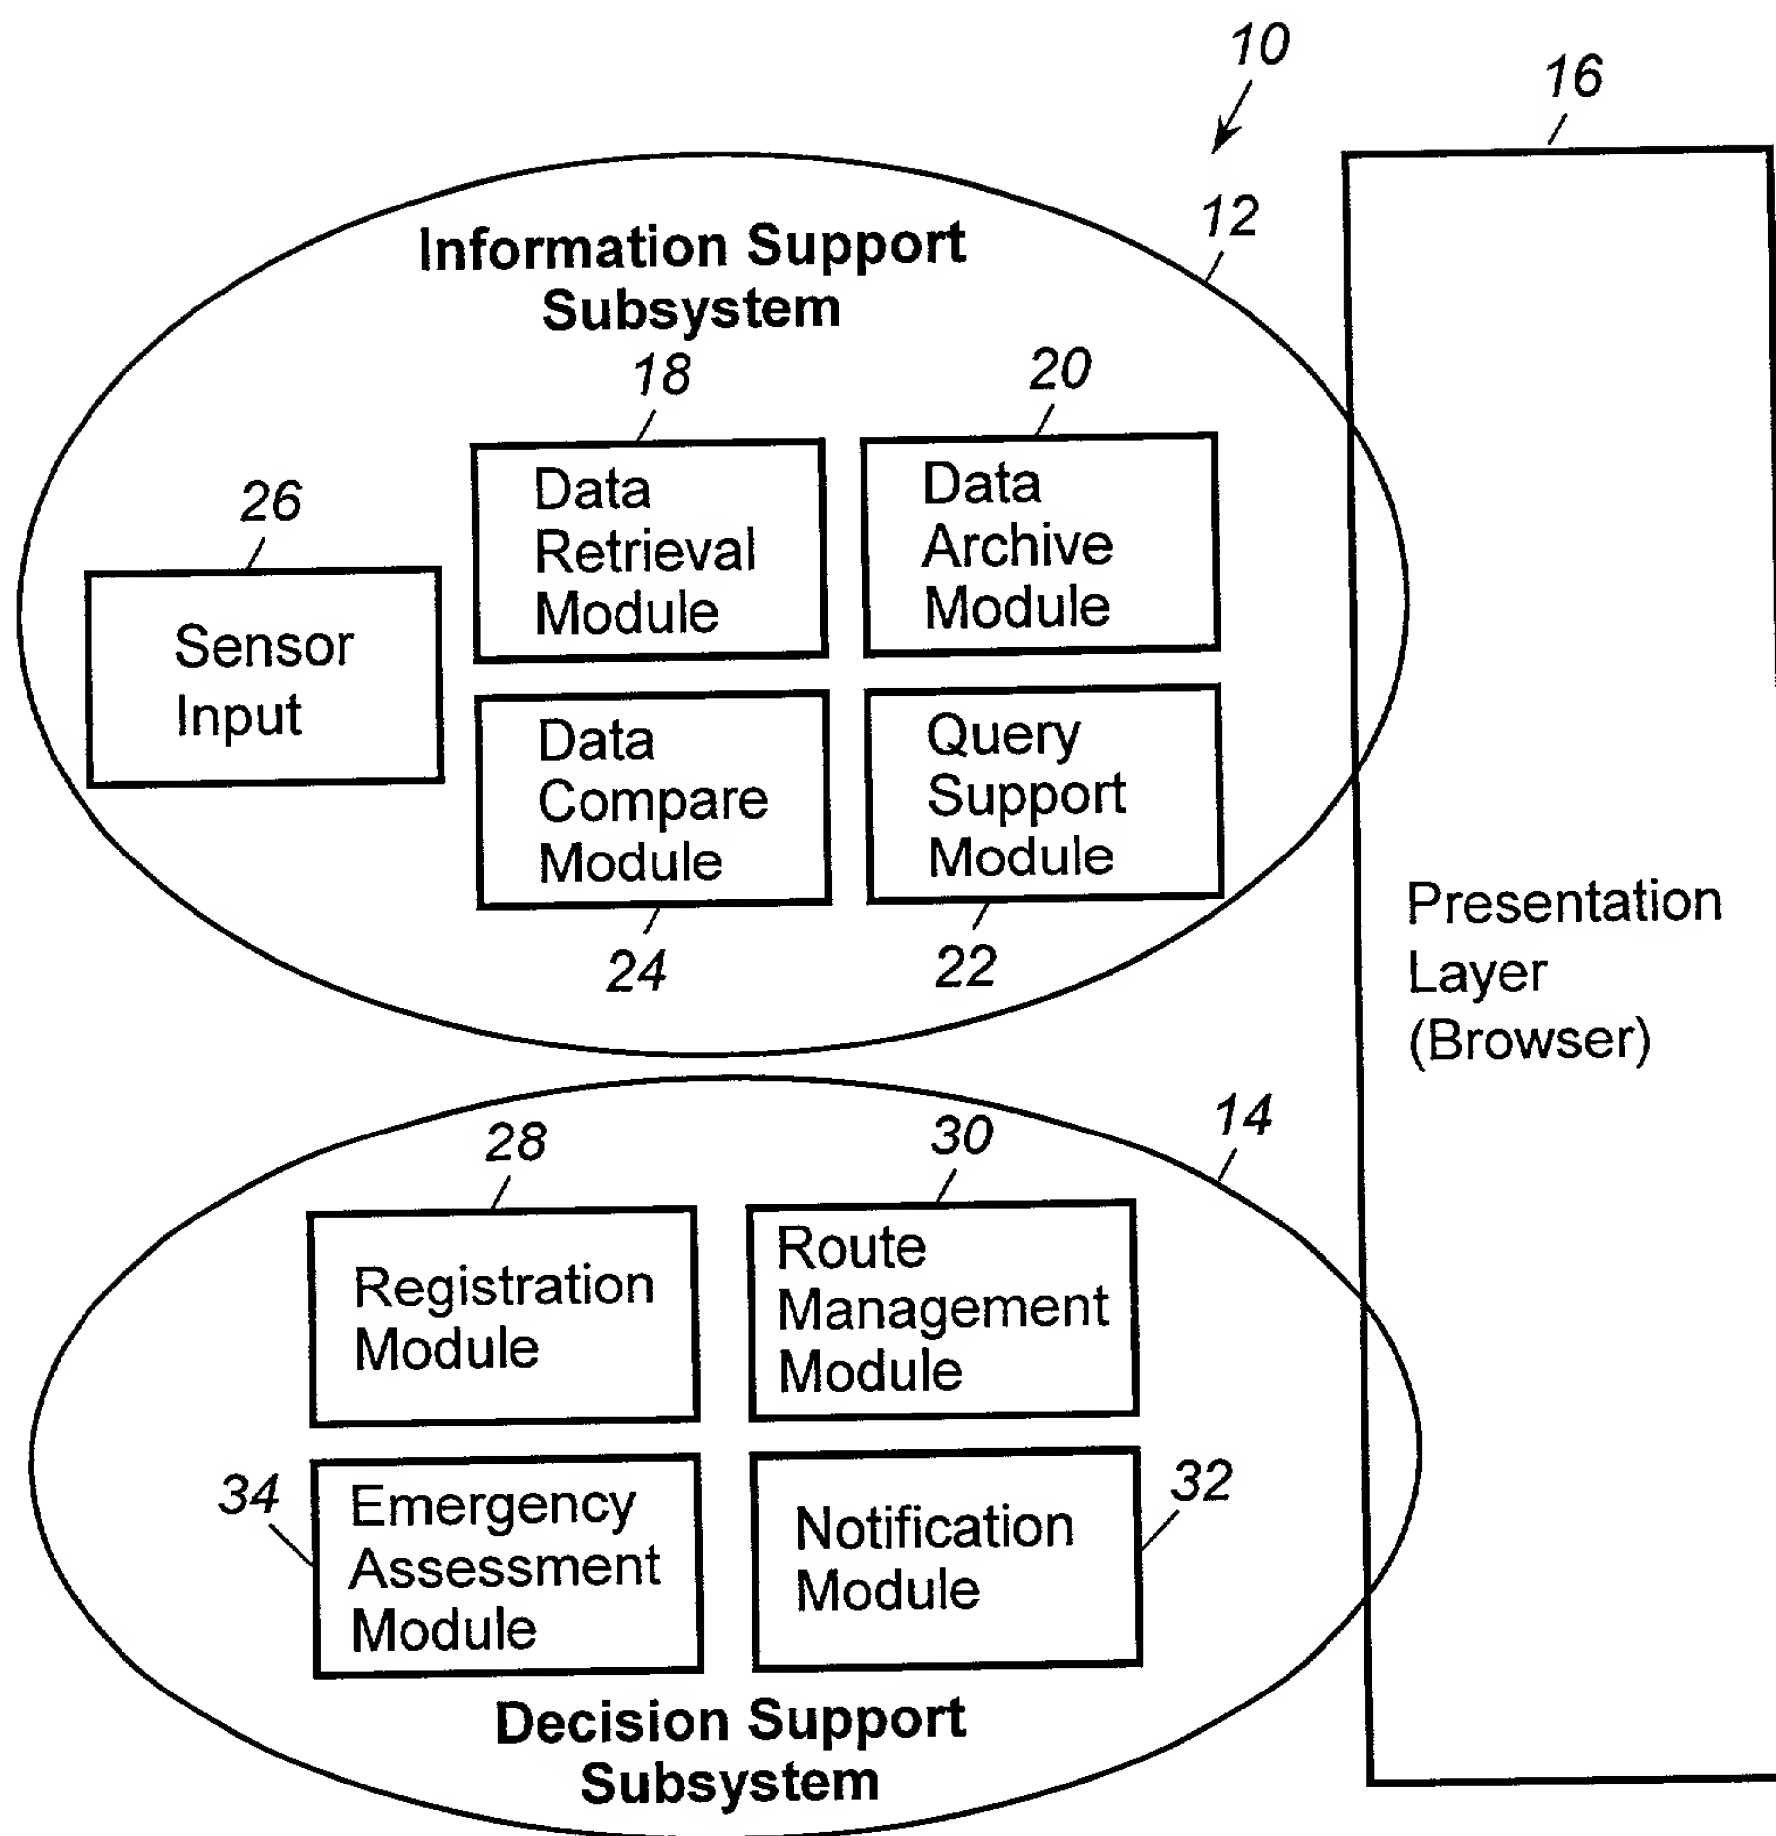 10
16
12
Information Support
Subsystem
18
20
26
Data
Retrieval
Module
Data
Archive
Module
Sensor
Input
Data
Compare
Module
Query
Support
Module
24
22
Presentation
Layer
(Browser)
14
28
30
Registration
Module
Route
Management
Module
34
Emergency
Assessment
Module
Notification
Module
32
Decision Support
Subsystem